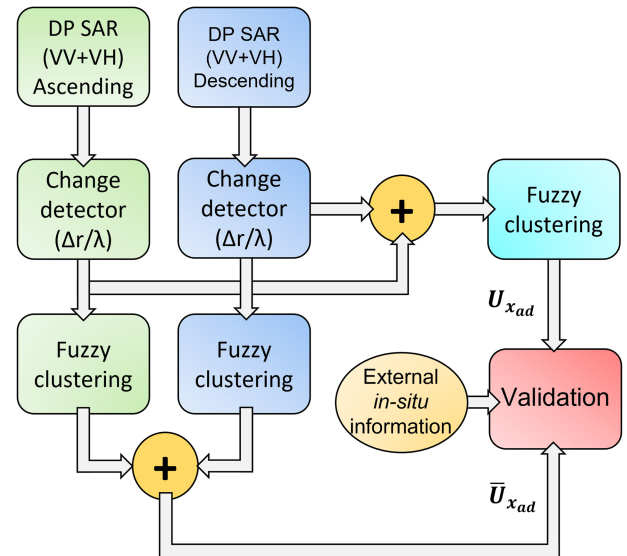 DP SAR
(VV+VH)
Ascending
DP SAR
(VV+VH)
Descending
Change
detector
(Δr/λ)
Change
detector
(Δr/λ)
+
Fuzzy
clustering
U_{x_{ad}}
Fuzzy
clustering
Fuzzy
clustering
External
in-situ
information
Validation
+
Ū_{x_{ad}}